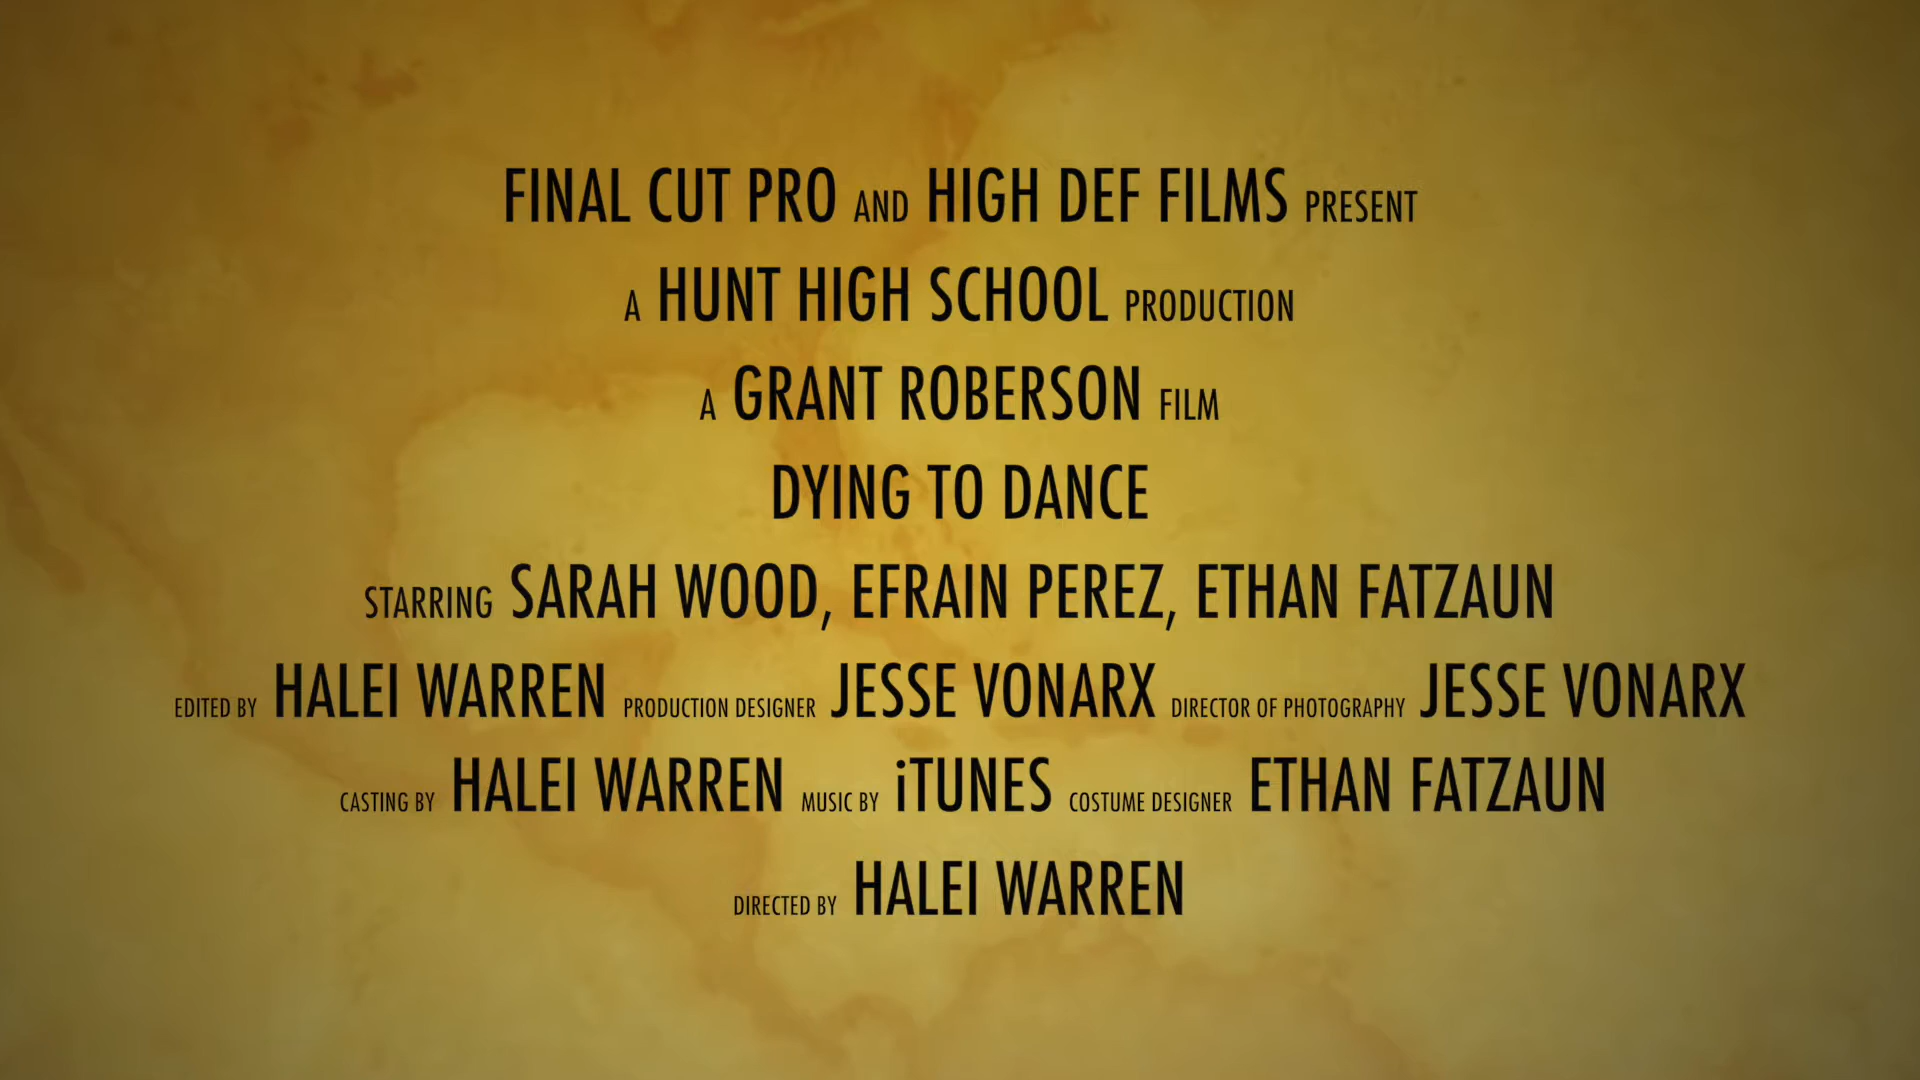 FINAL CUT PRO AND HIGH DEF FILMS PRESENT
A HUNT HIGH SCHOOL PRODUCTION
A GRANT ROBERSON FILM
DYING TO DANCE
STARRING SARAH WOOD, EFRAIN PEREZ, ETHAN FATZAUN
EDITED BY HALEI WARREN PRODUCTION DESIGNER JESSE VONARX DIRECTOR OF PHOTOGRAPHY JESSE VONARX
CASTING BY HALEI WARREN MUSIC BY iTUNES COSTUME DESIGNER ETHAN FATZAUN
DIRECTED BY HALEI WARREN